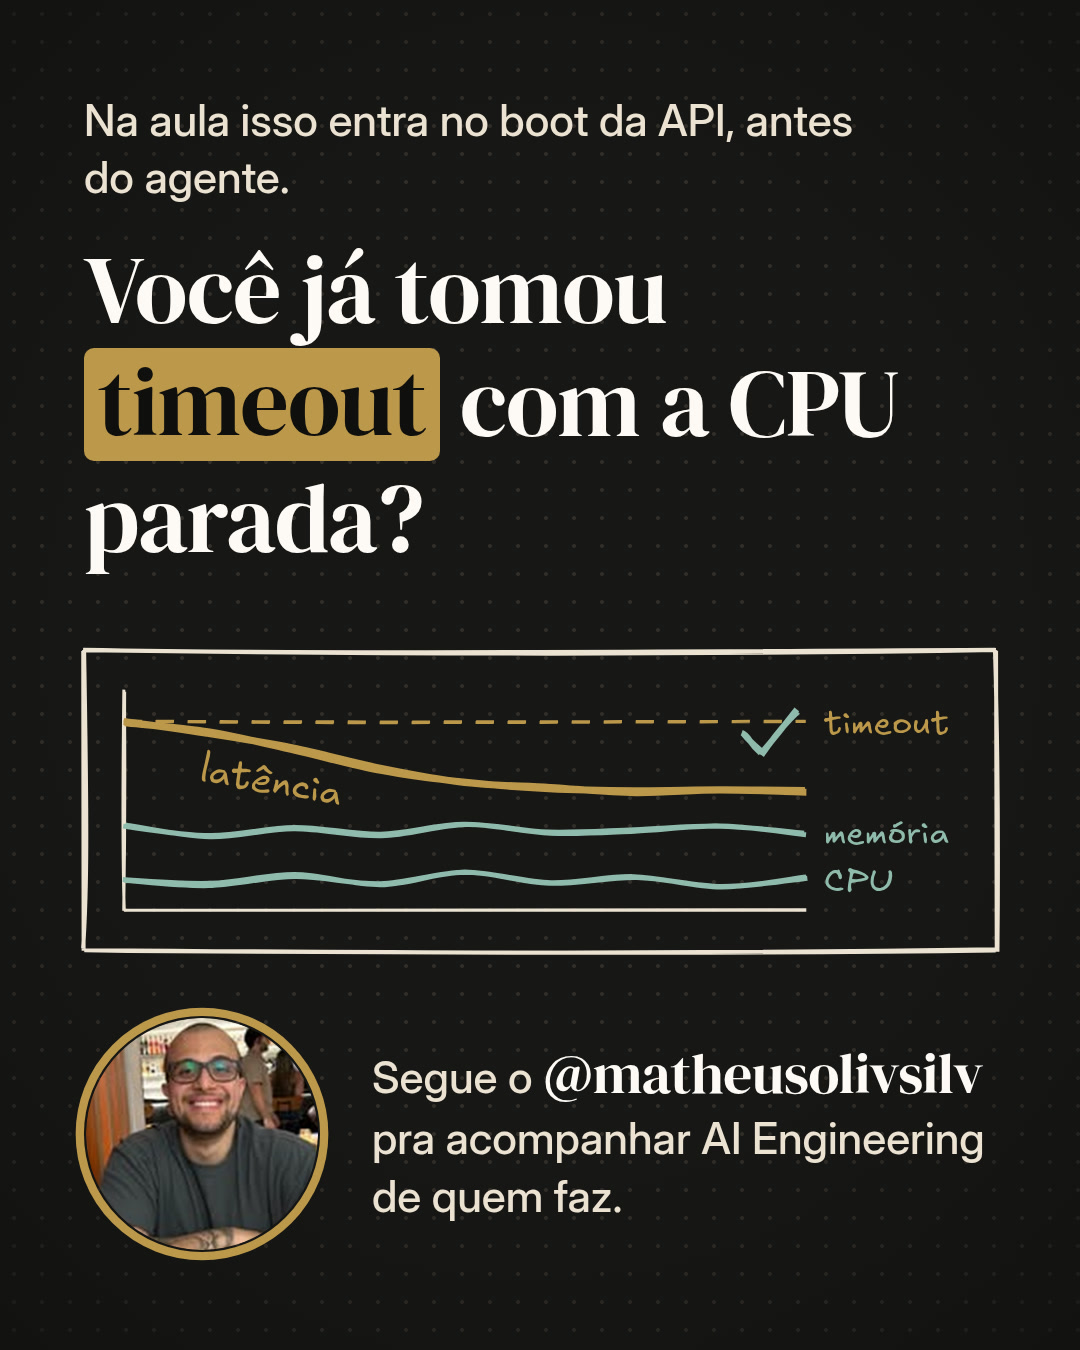 Na aula isso entra no boot da API, antes
do agente.
Você já tomou
timeout com a CPU
parada?
timeout
latência
memória
CPU
Segue o @matheusolivsilv
pra acompanhar AI Engineering
de quem faz.